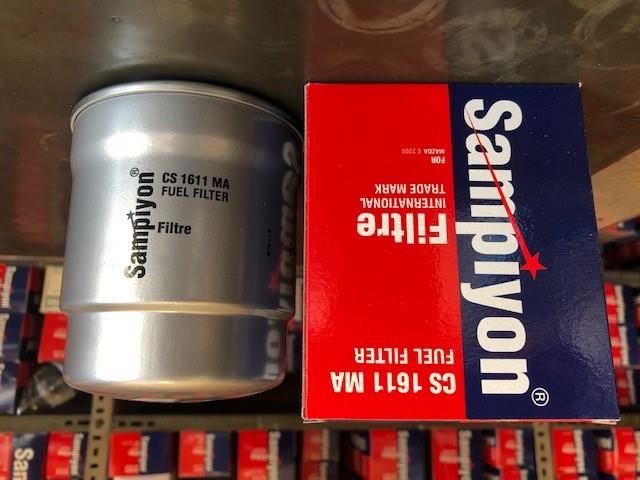 Sampiyon®
Filtre
CS 1611 MA
FUEL FILTER
Sampiyon®
Filtre
INTERNATIONAL
TRADE MARK
FOR
MAZDA E 2200
CS 1611 MA
FUEL FILTER